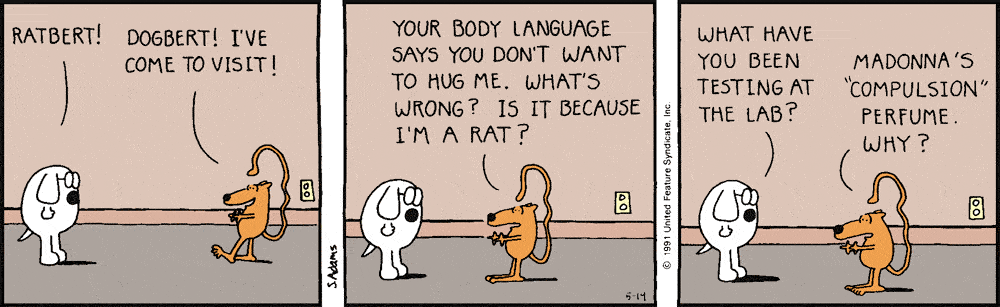 RATBERT!
DOGBERT! I'VE
COME TO VISIT!
S.Adams
YOUR BODY LANGUAGE
SAYS YOU DON'T WANT
TO HUG ME. WHAT'S
WRONG? IS IT BECAUSE
I'M A RAT?
5-14
© 1991 United Feature Syndicate, Inc.
WHAT HAVE
YOU BEEN
TESTING AT
THE LAB?
MADONNA'S
"COMPULSION"
PERFUME.
WHY?